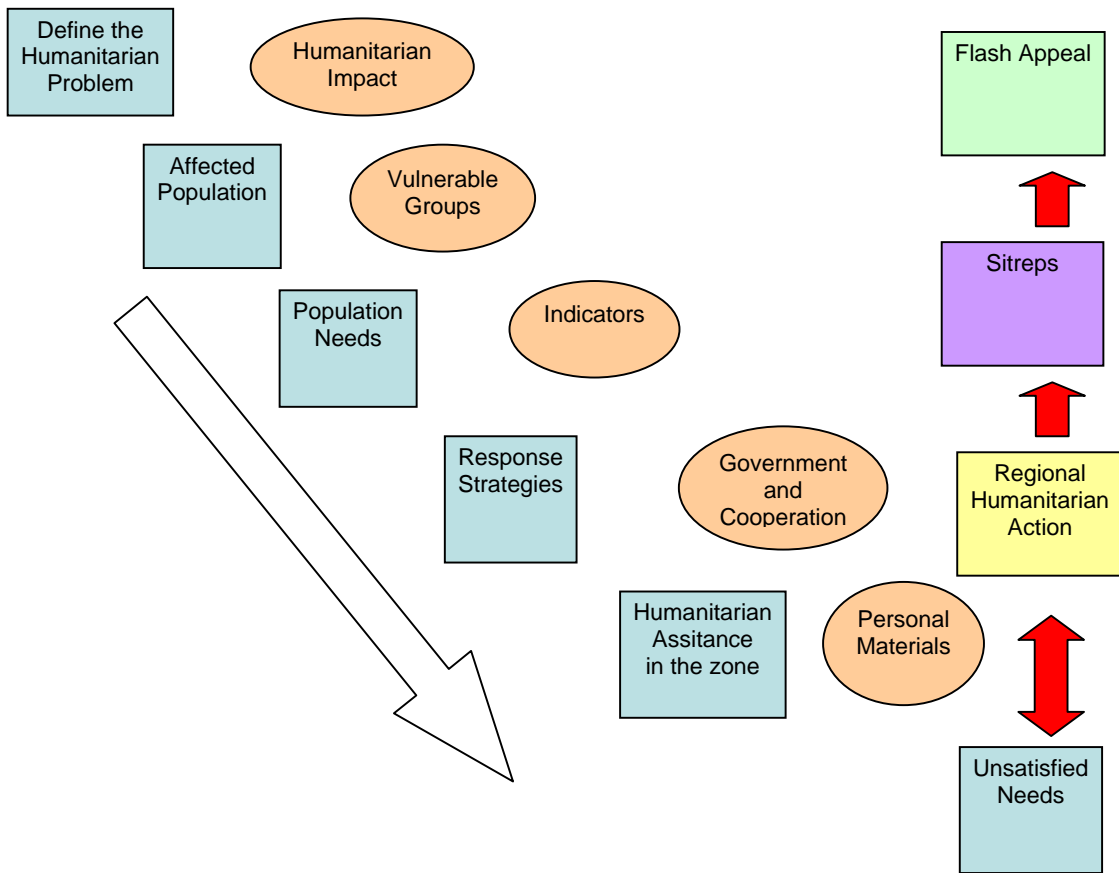 Define the
Humanitarian
Problem
Humanitarian
Impact
Flash Appeal
Affected
Population
Vulnerable
Groups
Sitreps
Population
Needs
Indicators
Response
Strategies
Government
and
Cooperation
Regional
Humanitarian
Action
Humanitarian
Assitance
in the zone
Personal
Materials
Unsatisfied
Needs